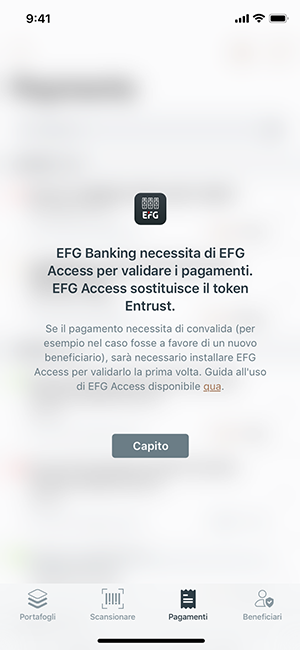 9:41
EFG
EFG Banking necessita di EFG
Access per validare i pagamenti.
EFG Access sostituisce il token
Entrust.
Se il pagamento necessita di convalida (per
esempio nel caso fosse a favore di un nuovo
beneficiario), sarà necessario installare EFG
Access per validarlo la prima volta. Guida all'uso
di EFG Access disponibile qua.
Capito
Portafogli Scansionare Pagamenti Beneficiari